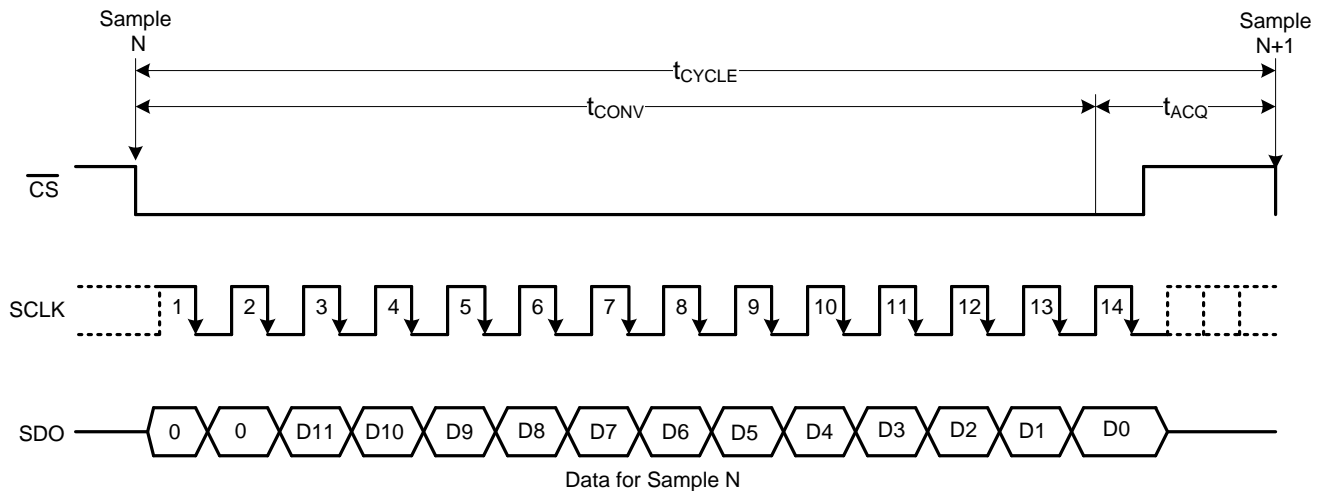 Sample
N
Sample
N+1
tCYCLE
tCONV
tACQ
CS
SCLK
1 2 3 4 5 6 7 8 9 10 11 12 13 14
SDO
0 0 D11 D10 D9 D8 D7 D6 D5 D4 D3 D2 D1 D0
Data for Sample N